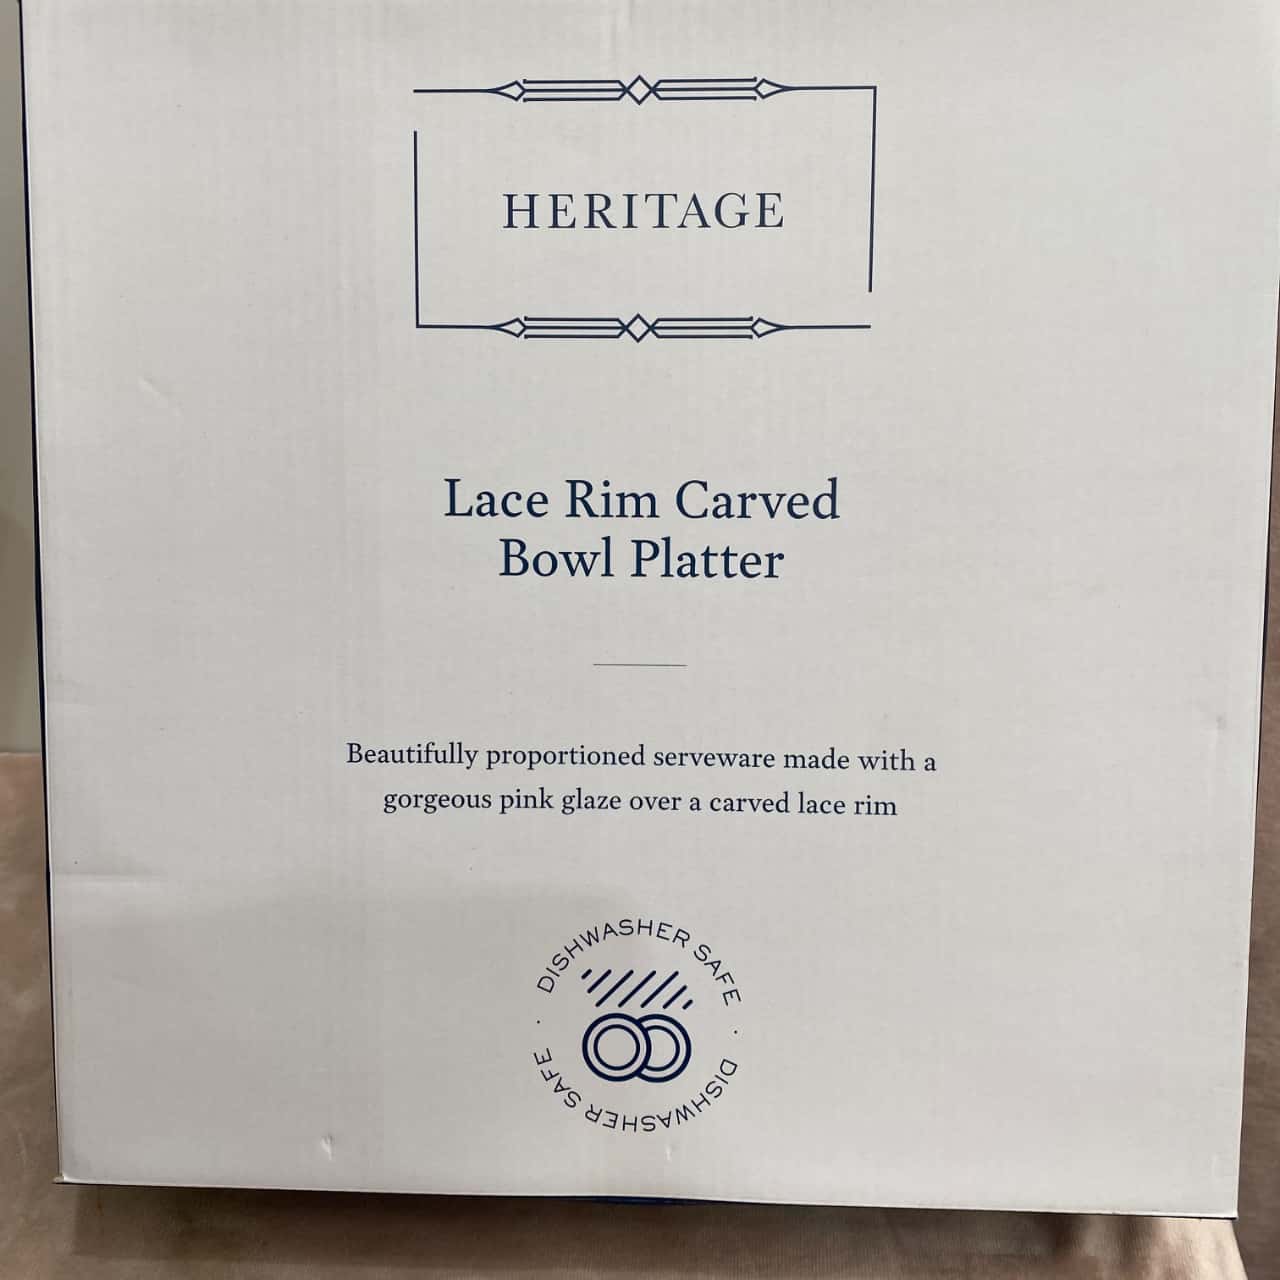 HERITAGE
Lace Rim Carved
Bowl Platter
Beautifully proportioned serveware made with a
gorgeous pink glaze over a carved lace rim
DISHWASHER SAFE · DISHWASHER SAFE ·